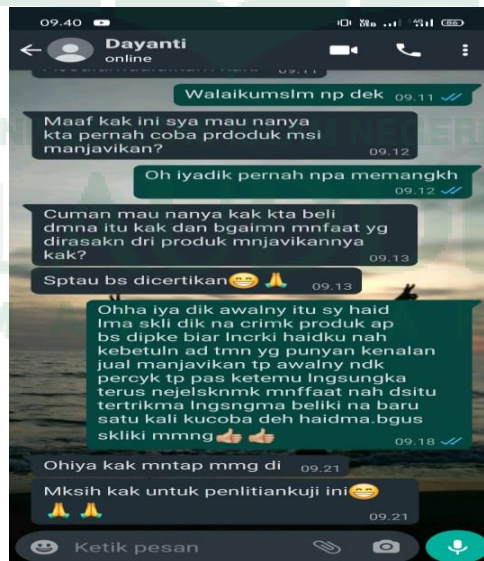 09.40
Dayanti
online
Walaikumslm np dek 09.11
Maaf kak ini sya mau nanya
kta pernah coba prdoduk msi
manjavikan? 09.12
Oh iyadik pernah npa memangkh
09.12
Cuman mau nanya kak kta beli
dmna itu kak dan bgaimn mnfaat yg
dirasakn dri produk mnjavikannya
kak? 09.13
Sptau bs dicertikan😁🙏 09.13
Ohha iya dik awalny itu sy haid
lma skli dik na crimk produk ap
bs dipke biar lncrki haidku nah
kebetuln ad tmn yg punyan kenalan
jual manjavikan tp awalny ndk
percyk tp pas ketemu lngsungka
terus nejelsknmk mnffaat nah dsitu
tertrikma lngsngma beliki na baru
satu kali kucoba deh haidma.bgus
skliki mmng👍👍 09.18
Ohiya kak mntap mmg di 09.21
Mksih kak untuk penlitiankuji ini😁
🙏🙏 09.21
Ketik pesan